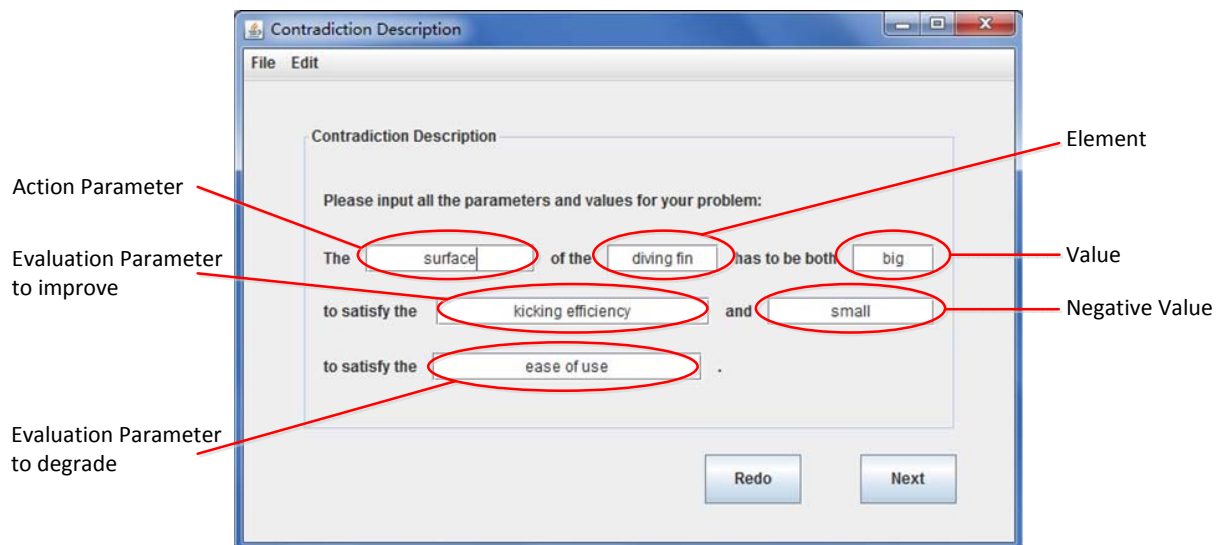 Contradiction Description
File Edit
Contradiction Description
Element
Action Parameter
Please input all the parameters and values for your problem:
The surface of the diving fin has to be both big
Value
Evaluation Parameter
to improve
to satisfy the kicking efficiency and small
Negative Value
to satisfy the ease of use .
Evaluation Parameter
to degrade
Redo Next